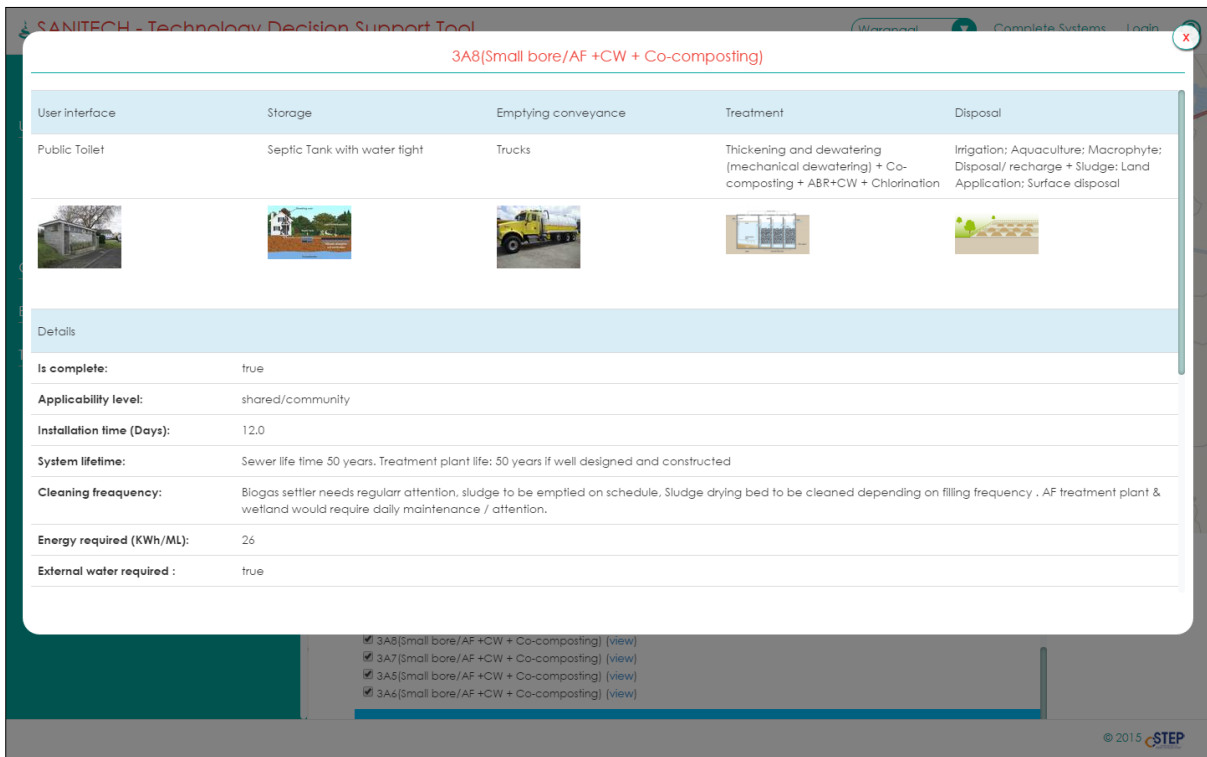 SANITECH - Technology Decision Support Tool
Warangal
Complete Systems
Login
X
3A8(Small bore/AF +CW + Co-composting)
User interface
Storage
Emptying conveyance
Treatment
Disposal
Public Toilet
Septic Tank with water tight
Trucks
Thickening and dewatering
(mechanical dewatering) + Co-
composting + ABR+CW + Chlorination
Irrigation; Aquaculture; Macrophyte;
Disposal/ recharge + Sludge: Land
Application; Surface disposal
Details
Is complete: true
Applicability level: shared/community
Installation time (Days): 12.0
System lifetime: Sewer life time 50 years. Treatment plant life: 50 years if well designed and constructed
Cleaning freaquency: Biogas settler needs regularr attention, sludge to be emptied on schedule, Sludge drying bed to be cleaned depending on filling frequency . AF treatment plant &
wetland would require daily maintenance / attention.
Energy required (KWh/ML): 26
External water required : true
3A8(Small bore/AF +CW + Co-composting) (view)
3A7(Small bore/AF +CW + Co-composting) (view)
3A5(Small bore/AF +CW + Co-composting) (view)
3A6(Small bore/AF +CW + Co-composting) (view)
© 2015 CSTEP